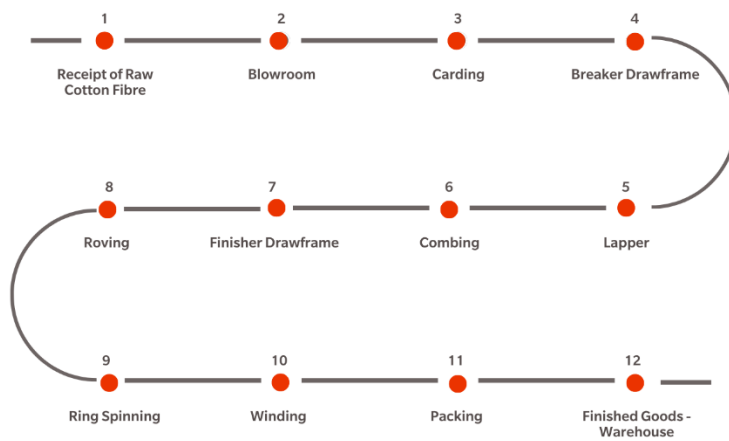 1
2
3
4
Receipt of Raw
Cotton Fibre
Blowroom
Carding
Breaker Drawframe
8
7
6
5
Roving
Finisher Drawframe
Combing
Lapper
9
10
11
12
Ring Spinning
Winding
Packing
Finished Goods -
Warehouse